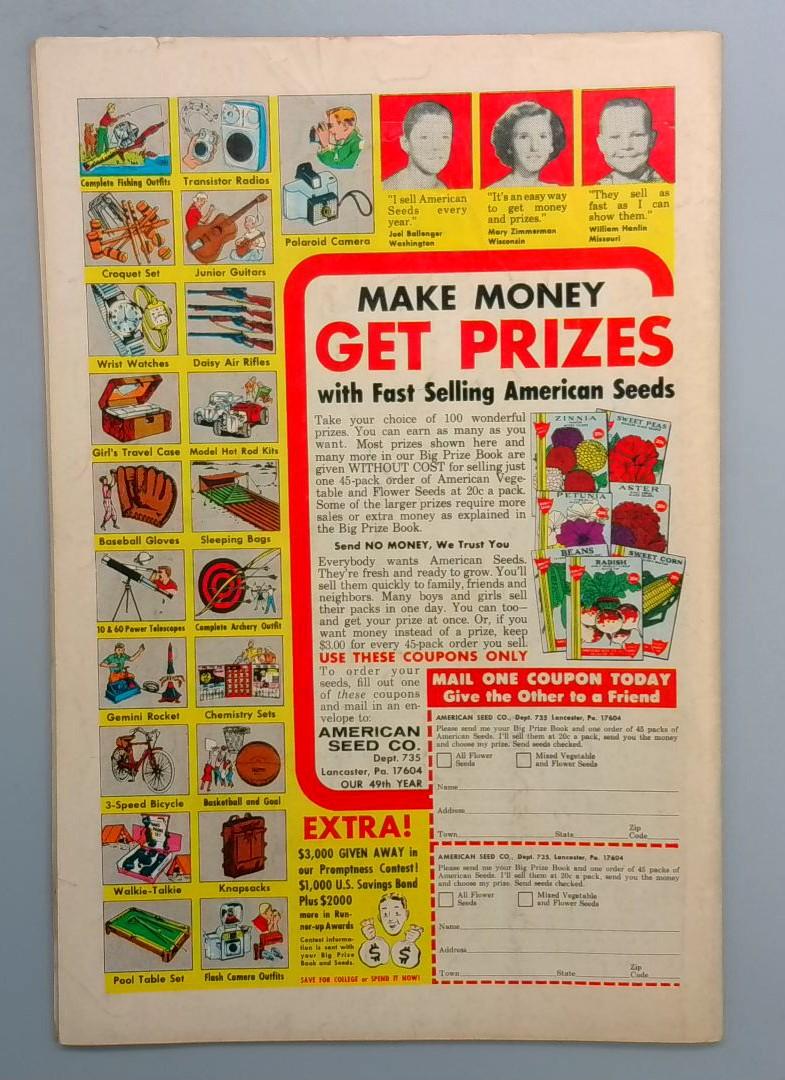 Complete Fishing Outfits
Transistor Radios
Polaroid Camera
"I sell American
Seeds every
year."
Joel Ballenger
Washington
"It's an easy way
to get money
and prizes."
Mary Zimmerman
Wisconsin
"They sell as
fast as I can
show them."
William Hanlin
Missouri
Croquet Set
Junior Guitars
Wrist Watches
Daisy Air Rifles
Girl's Travel Case
Model Hot Rod Kits
Baseball Gloves
Sleeping Bags
10 & 60 Power Telescopes
Complete Archery Outfit
Gemini Rocket
Chemistry Sets
3-Speed Bicycle
Basketball and Goal
Walkie-Talkie
Knapsacks
Pool Table Set
Flash Camera Outfits
MAKE MONEY
GET PRIZES
with Fast Selling American Seeds
Take your choice of 100 wonderful
prizes. You can earn as many as you
want. Most prizes shown here and
many more in our Big Prize Book are
given WITHOUT COST for selling just
one 45-pack order of American Vege-
table and Flower Seeds at 20c a pack.
Some of the larger prizes require more
sales or extra money as explained in
the Big Prize Book.
Send NO MONEY, We Trust You
Everybody wants American Seeds.
They're fresh and ready to grow. You'll
sell them quickly to family, friends and
neighbors. Many boys and girls sell
their packs in one day. You can too—
and get your prize at once. Or, if you
want money instead of a prize, keep
$3.00 for every 45-pack order you sell.
USE THESE COUPONS ONLY
To order your
seeds, fill out one
of these coupons
and mail in an en-
velope to:
AMERICAN
SEED CO.
Dept. 735
Lancaster, Pa. 17604
OUR 49th YEAR
ZINNIA
SWEET PEAS
PETUNIA
ASTER
BEANS
RADISH
SWEET CORN
MAIL ONE COUPON TODAY
Give the Other to a Friend
AMERICAN SEED CO., Dept. 735 Lancaster, Pa. 17604
Please send me your Big Prize Book and one order of 45 packs of
American Seeds. I'll sell them at 20c a pack, send you the money
and choose my prize. Send seeds checked.
All Flower
Seeds
Mixed Vegetable
and Flower Seeds
Name
Address
Town State Zip
Code
AMERICAN SEED CO., Dept. 735, Lancaster, Pa. 17604
Please send me your Big Prize Book and one order of 45 packs of
American Seeds. I'll sell them at 20c a pack, send you the money
and choose my prize. Send seeds checked.
All Flower
Seeds
Mixed Vegetable
and Flower Seeds
Name
Address
Town State Zip
Code
EXTRA!
$3,000 GIVEN AWAY in
our Promptness Contest!
$1,000 U.S. Savings Bond
Plus $2000
more in Run-
ner-up Awards
Contest informa-
tion is sent with
your Big Prize
Book and Seeds.
SAVE FOR COLLEGE or SPEND IT NOW!